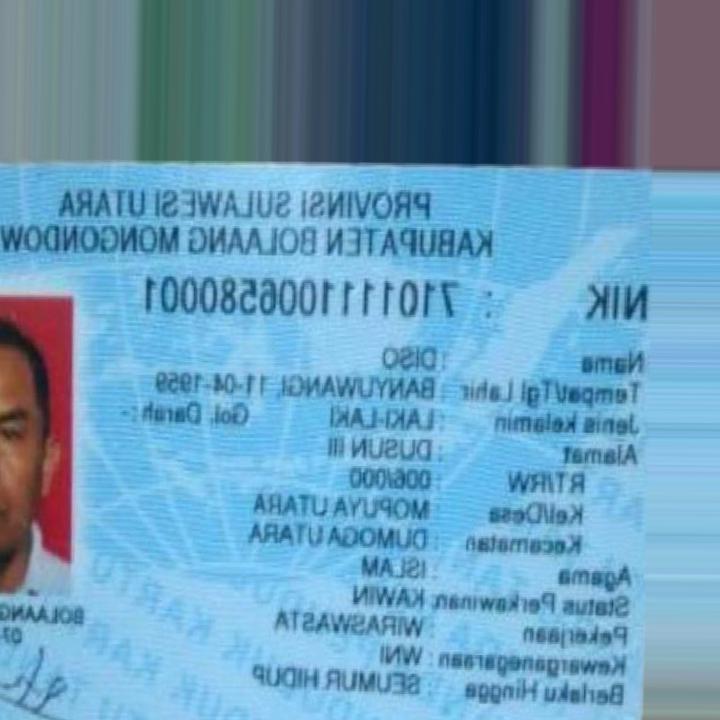 PROVINSI SULAWESI UTARA
KABUPATEN BOLAANG MONGONDOW
NIK : 7101111006580001
Nama : DISO
Tempat/Tgl Lahir : BANYUWANGI, 11-04-1959
Jenis kelamin : LAKI-LAKI Gol. Darah : -
Alamat : DUSUN III
RT/RW : 006/000
Kel/Desa : MOPUYA UTARA
Kecamatan : DUMOGA UTARA
Agama : ISLAM
Status Perkawinan: KAWIN
Pekerjaan : WIRASWASTA
Kewarganegaraan : WNI
Berlaku Hingga : SEUMUR HIDUP
BOLAANG
07-